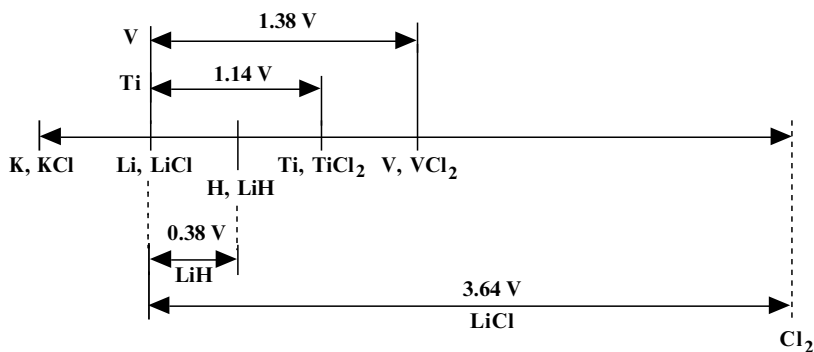 1.38 V
V
1.14 V
Ti
K, KCl Li, LiCl Ti, TiCl₂ V, VCl₂
H, LiH
0.38 V
LiH
3.64 V
LiCl
Cl₂